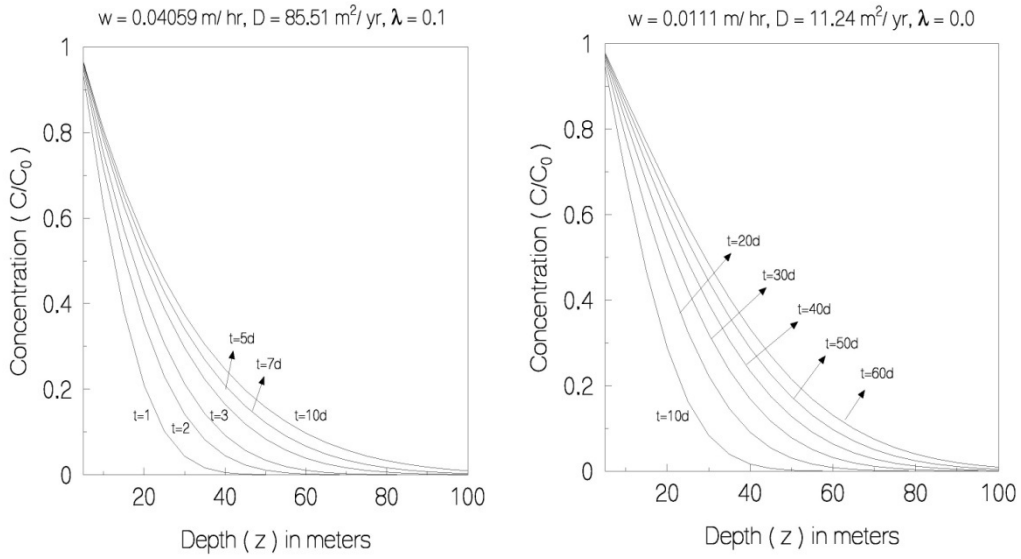 w = 0.04059 m/ hr, D = 85.51 m²/ yr, λ = 0.1
1
0.8
0.6
0.4
0.2
0
Concentration ( C/C₀ )
t=5d
t=7d
t=1
t=2
t=3
t=10d
20 40 60 80 100
Depth ( z ) in meters
w = 0.0111 m/ hr, D = 11.24 m²/ yr, λ = 0.0
1
0.8
0.6
0.4
0.2
0
Concentration ( C/C₀ )
t=20d
t=30d
t=40d
t=50d
t=60d
t=10d
20 40 60 80 100
Depth ( z ) in meters